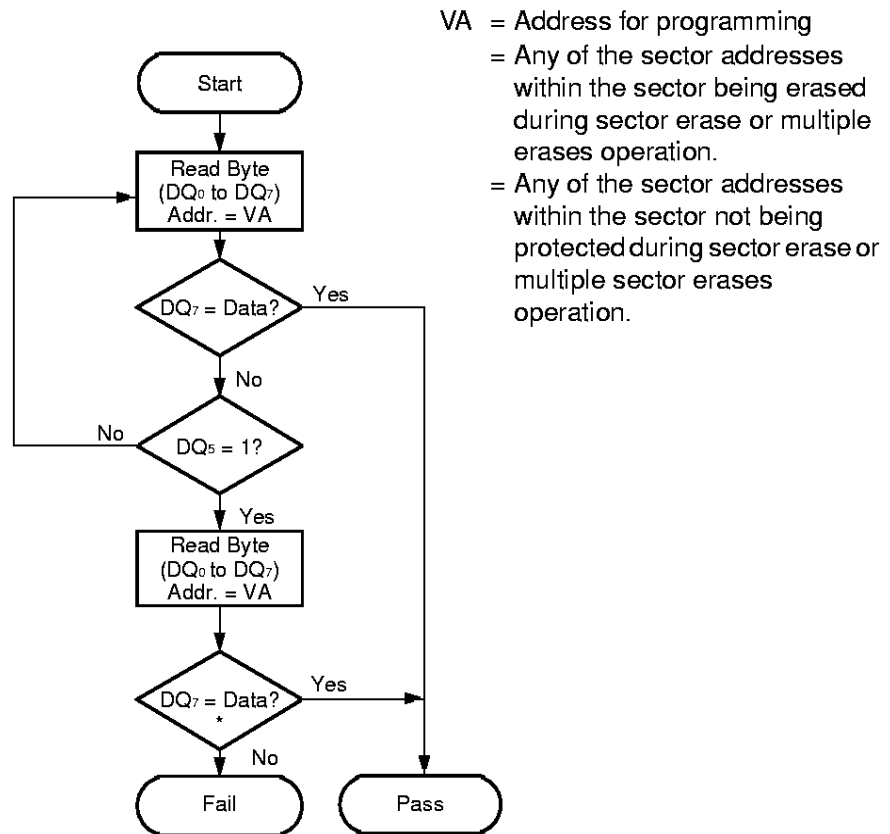 VA = Address for programming
= Any of the sector addresses
within the sector being erased
during sector erase or multiple
erases operation.
= Any of the sector addresses
within the sector not being
protected during sector erase or
multiple sector erases
operation.
Start
Read Byte
(DQ0 to DQ7)
Addr. = VA
DQ7 = Data?
Yes
No
DQ5 = 1?
No
Yes
Read Byte
(DQ0 to DQ7)
Addr. = VA
DQ7 = Data?
*
Yes
No
Fail
Pass